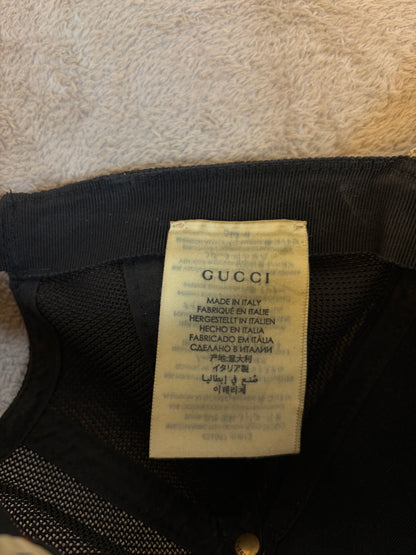 GUCCI
MADE IN ITALY
FABRIQUÉ EN ITALIE
HERGESTELLT IN ITALIEN
HECHO EN ITALIA
FABRICADO EM ITÁLIA
СДЕЛАНО В ИТАЛИИ
产地:意大利
イタリア製
صُنع في إيطاليا
이태리제